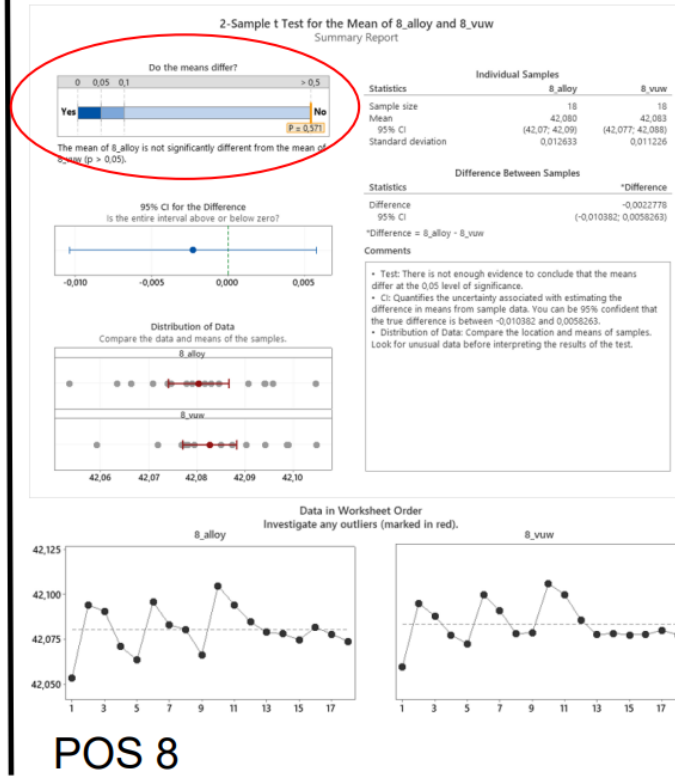 2-Sample t Test for the Mean of 8_alloy and 8_vuw
Summary Report
Do the means differ?
0 0,05 0,1 > 0,5
Yes No
P = 0,571
The mean of 8_alloy is not significantly different from the mean of
8_vuw (p > 0,05).
Individual Samples
Statistics 8_alloy 8_vuw
Sample size 18 18
Mean 42,080 42,083
95% CI (42,07; 42,09) (42,077; 42,088)
Standard deviation 0,012633 0,011226
Difference Between Samples
Statistics *Difference
Difference -0,0022778
95% CI (-0,010382; 0,0058263)
*Difference = 8_alloy - 8_vuw
95% CI for the Difference
Is the entire interval above or below zero?
-0,010 -0,005 0,000 0,005
Comments
• Test: There is not enough evidence to conclude that the means
differ at the 0,05 level of significance.
• CI: Quantifies the uncertainty associated with estimating the
difference in means from sample data. You can be 95% confident that
the true difference is between -0,010382 and 0,0058263.
• Distribution of Data: Compare the location and means of samples.
Look for unusual data before interpreting the results of the test.
Distribution of Data
Compare the data and means of the samples.
8_alloy
8_vuw
42,06 42,07 42,08 42,09 42,10
Data in Worksheet Order
Investigate any outliers (marked in red).
8_alloy 8_vuw
42,125
42,100
42,075
42,050
1 3 5 7 9 11 13 15 17
1 3 5 7 9 11 13 15 17
POS 8